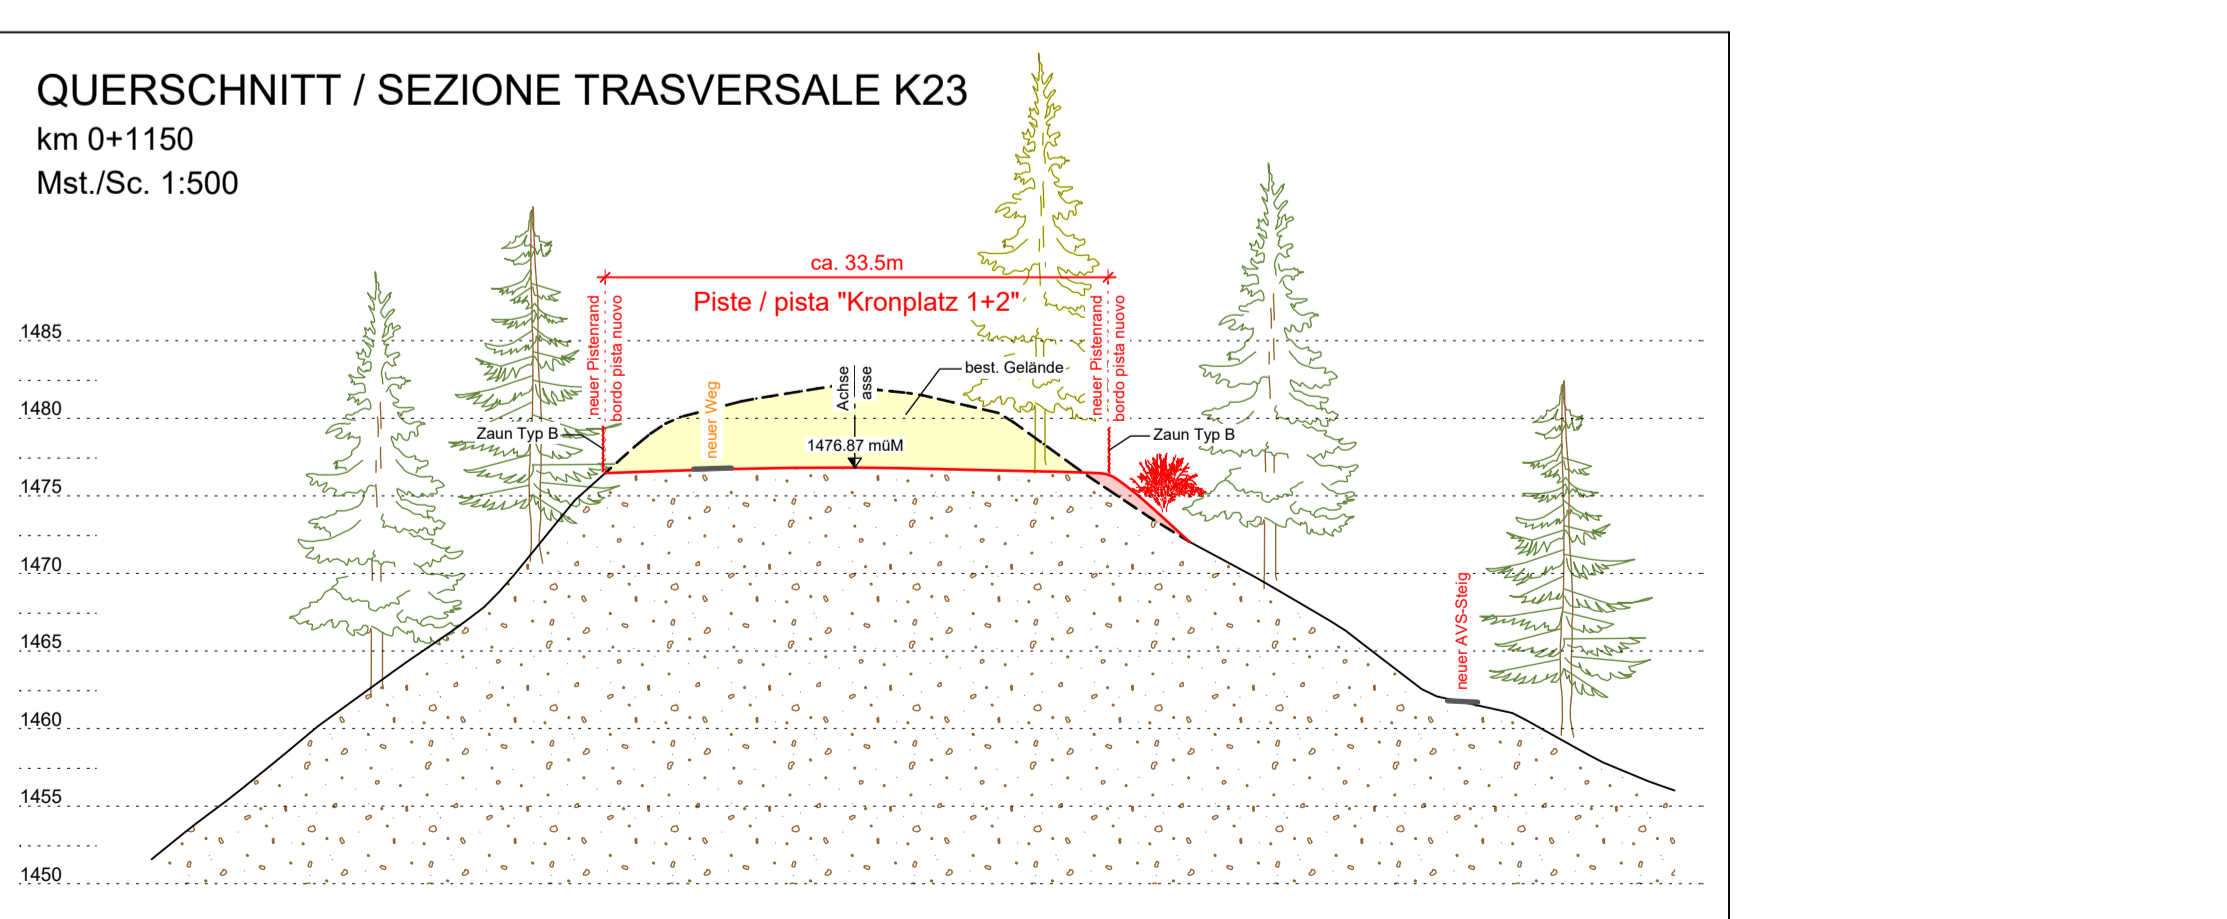 QUERSCHNITT / SEZIONE TRASVERSALE K23
km 0+1150
Mst./Sc. 1:500
ca. 33.5m
Piste / pista "Kronplatz 1+2"
neuer Pistenrand
bordo pista nuovo
neuer Pistenrand
bordo pista nuovo
1485
best. Gelände
Achse
asse
neuer Weg
1480
Zaun Typ B
1476.87 müM
Zaun Typ B
1475
1470
neuer AVS-Steig
1465
1460
1455
1450